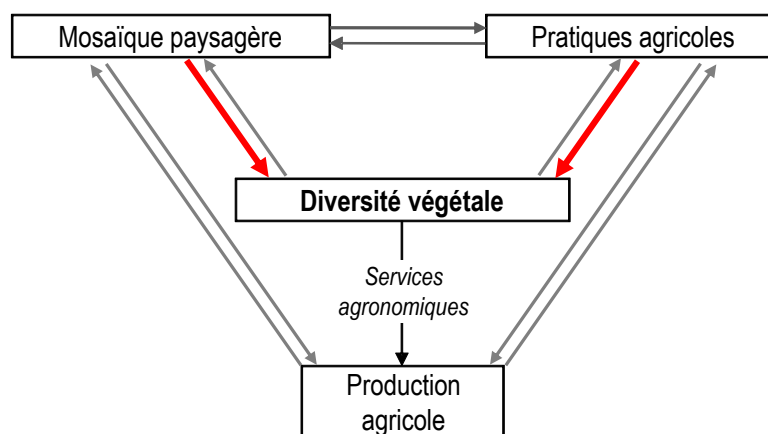 Mosaïque paysagère
Pratiques agricoles
Diversité végétale
Services
agronomiques
Production
agricole